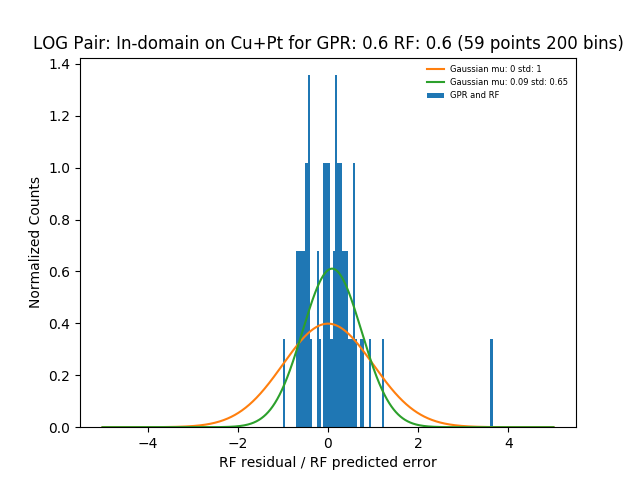 LOG Pair: In-domain on Cu+Pt for GPR: 0.6 RF: 0.6 (59 points 200 bins)
Gaussian mu: 0 std: 1
Gaussian mu: 0.09 std: 0.65
GPR and RF
Normalized Counts
1.4
1.2
1.0
0.8
0.6
0.4
0.2
0.0
−4 −2 0 2 4
RF residual / RF predicted error